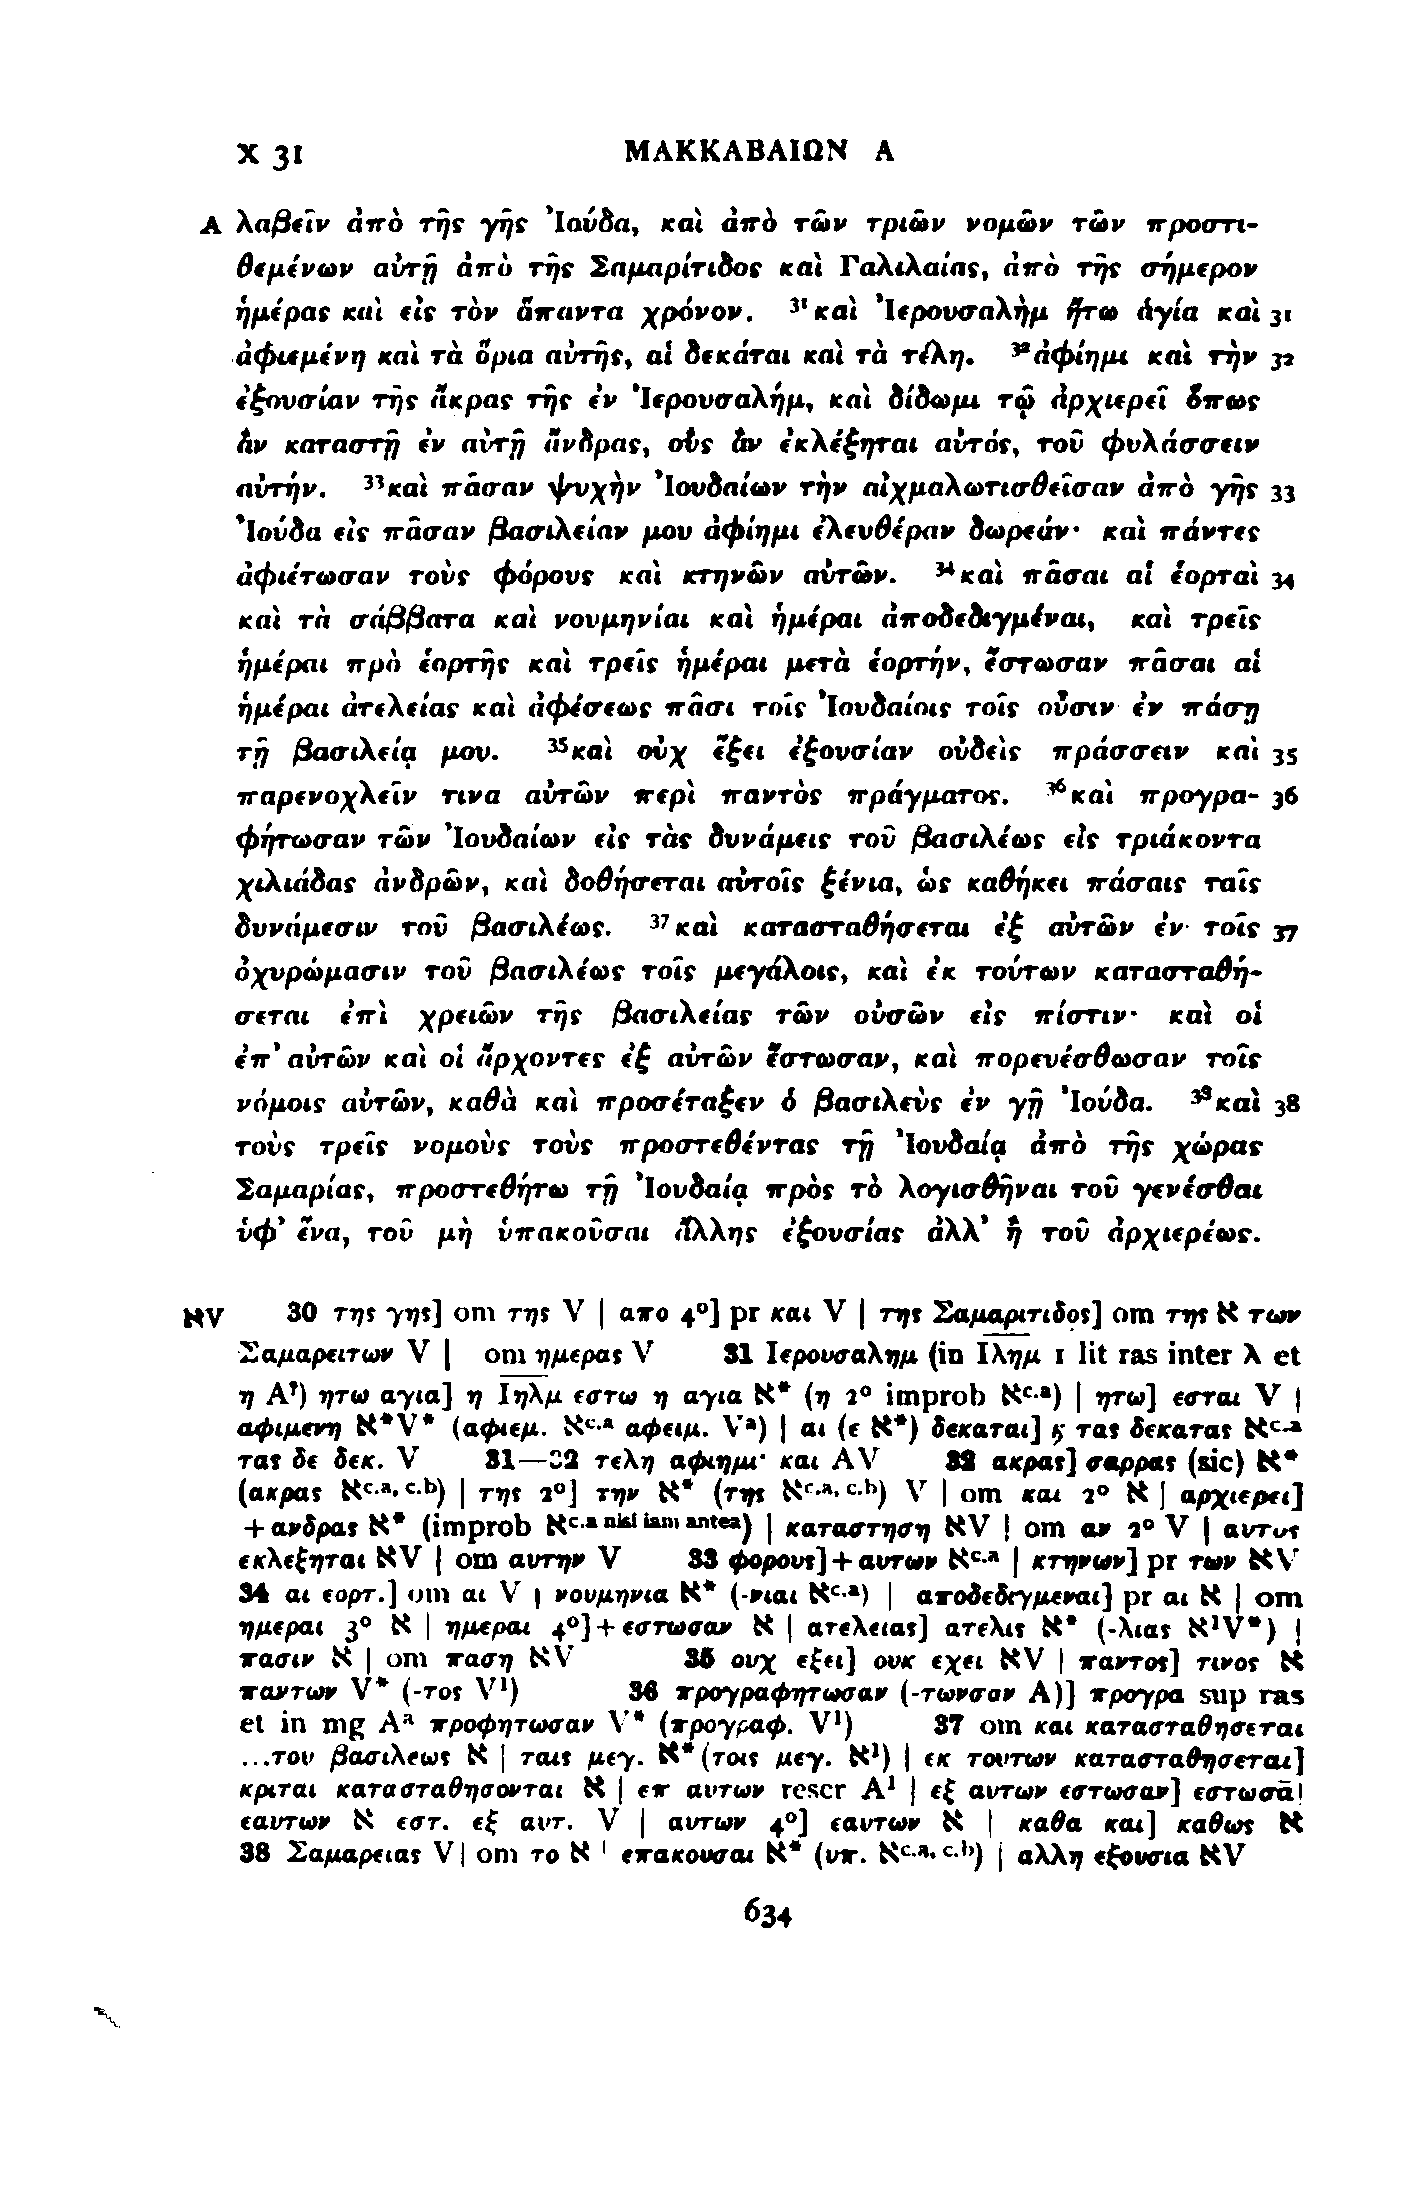 X 31 ΜΑΚΚΑΒΑΙΩΝ Α
A λαβεῖν ἀπὸ τῆς γῆς Ἰούδα, καὶ ἀπὸ τῶν τριῶν νομῶν τῶν προστι-
θεμένων αὐτῇ ἀπὸ τῆς Σαμαρίτιδος καὶ Γαλιλαίας, ἀπὸ τῆς σήμερον
ἡμέρας καὶ εἰς τὸν ἅπαντα χρόνον. ³¹καὶ Ἰερουσαλὴμ ἤτω ἁγία καὶ 31
ἀφιεμένη καὶ τὰ ὅρια αὐτῆς, αἱ δεκάται καὶ τὰ τέλη. ³²ἀφίημι καὶ τὴν 32
ἐξουσίαν τῆς ἄκρας τῆς ἐν Ἰερουσαλήμ, καὶ δίδωμι τῷ ἀρχιερεῖ ὅπως
ἂν καταστῇ ἐν αὐτῇ ἄνδρας, οὓς ἂν ἐκλέξηται αὐτός, τοῦ φυλάσσειν
αὐτήν. ³³καὶ πᾶσαν ψυχὴν Ἰουδαίων τὴν αἰχμαλωτισθεῖσαν ἀπὸ γῆς 33
Ἰούδα εἰς πᾶσαν βασιλείαν μου ἀφίημι ἐλευθέραν δωρεάν· καὶ πάντες
ἀφιέτωσαν τοὺς φόρους καὶ κτηνῶν αὐτῶν. ³⁴καὶ πᾶσαι αἱ ἑορταὶ 34
καὶ τὰ σάββατα καὶ νουμηνίαι καὶ ἡμέραι ἀποδεδιγμέναι, καὶ τρεῖς
ἡμέραι πρὸ ἑορτῆς καὶ τρεῖς ἡμέραι μετὰ ἑορτήν, ἔστωσαν πᾶσαι αἱ
ἡμέραι ἀτελείας καὶ ἀφέσεως πᾶσι τοῖς Ἰουδαίοις τοῖς οὖσιν ἐν πάσῃ
τῇ βασιλείᾳ μου. ³⁵καὶ οὐχ ἕξει ἐξουσίαν οὐδεὶς πράσσειν καὶ 35
παρενοχλεῖν τινα αὐτῶν περὶ παντὸς πράγματος. ³⁶καὶ προγρα- 36
φήτωσαν τῶν Ἰουδαίων εἰς τὰς δυνάμεις τοῦ βασιλέως εἰς τριάκοντα
χιλιάδας ἀνδρῶν, καὶ δοθήσεται αὐτοῖς ξένια, ὡς καθήκει πάσαις ταῖς
δυνάμεσιν τοῦ βασιλέως. ³⁷καὶ κατασταθήσεται ἐξ αὐτῶν ἐν τοῖς 37
ὀχυρώμασιν τοῦ βασιλέως τοῖς μεγάλοις, καὶ ἐκ τούτων κατασταθή-
σεται ἐπὶ χρειῶν τῆς βασιλείας τῶν οὐσῶν εἰς πίστιν· καὶ οἱ
ἐπ' αὐτῶν καὶ οἱ ἄρχοντες ἐξ αὐτῶν ἔστωσαν, καὶ πορευέσθωσαν τοῖς
νόμοις αὐτῶν, καθὰ καὶ προσέταξεν ὁ βασιλεὺς ἐν γῇ Ἰούδα. ³⁸καὶ 38
τοὺς τρεῖς νομοὺς τοὺς προστεθέντας τῇ Ἰουδαίᾳ ἀπὸ τῆς χώρας
Σαμαρίας, προστεθήτω τῇ Ἰουδαίᾳ πρὸς τὸ λογισθῆναι τοῦ γενέσθαι
ὑφ' ἕνα, τοῦ μὴ ὑπακοῦσαι ἄλλης ἐξουσίας ἀλλ' ἢ τοῦ ἀρχιερέως.
אV 30 της γης] om της V | απο 4°] pr και V | της Σαμαριτιδος] om της א των
Σαμαρειτων V | om ημερας V 31 Ιερουσαλημ (in Ιλημ 1 lit ras inter λ et
η Α?) ητω αγια] η Ιηλμ εστω η αγια א* (η 2° improb אc.a) | ητω] εσται V |
αφιμενη א*V* (αφιεμ. אc.a αφειμ. Va) | αι (ε א*) δεκαται] ϗ τας δεκατας אc.a
τας δε δεκ. V 31—32 τελη αφιημι· και AV 32 ακρας] σαρρας (sic) א*
(ακρας אc.a, c.b) | της 2°] την א* (της אc.a, c.b) V | om και 2° א | αρχιερει]
+ ανδρας א* (improb אc.a nisi iam antea) | καταστηση אV | om αν 2° V | αυτος
εκλεξηται אV | om αυτην V 33 φορους] + αυτων אc.a | κτηνων] pr των אV
34 αι εορτ.] om αι V | νουμηνια א* (-νιαι אc.a) | αποδεδιγμεναι] pr αι א | om
ημεραι 3° א | ημεραι 4°] + εστωσαν א | ατελειας] ατελις א* (-λιας א¹V*) |
πασιν א | om παση אV 35 ουχ εξει] ουκ εχει אV | παντος] τινος א
παντων V* (-τος V¹) 36 προγραφητωσαν (-τωνσαν A)] προγρα sup ras
et in mg Aa προφητωσαν V* (προγραφ. V¹) 37 om και κατασταθησεται
...του βασιλεως א | ταις μεγ. א* (τοις μεγ. א¹) | εκ τουτων κατασταθησεται]
κριται κατασταθησονται א | επ αυτων rescr A¹ | εξ αυτων εστωσαν] εστωσα̅
εαυτων א εστ. εξ αυτ. V | αυτων 4°] εαυτων א | καθα και] καθως א
38 Σαμαρειας V | om το א | επακουσαι א* (υπ. אc.a, c.b) | αλλη εξουσια אV
634